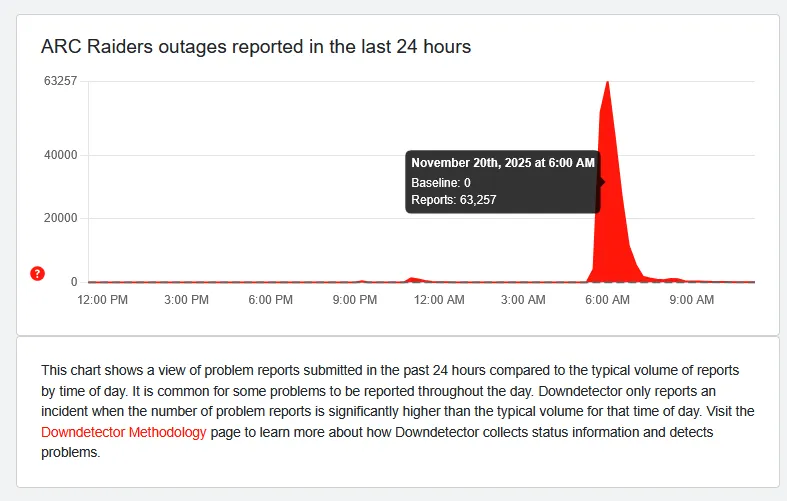 ARC Raiders outages reported in the last 24 hours
63257
40000
20000
0
November 20th, 2025 at 6:00 AM
Baseline: 0
Reports: 63,257
?
12:00 PM 3:00 PM 6:00 PM 9:00 PM 12:00 AM 3:00 AM 6:00 AM 9:00 AM
This chart shows a view of problem reports submitted in the past 24 hours compared to the typical volume of reports
by time of day. It is common for some problems to be reported throughout the day. Downdetector only reports an
incident when the number of problem reports is significantly higher than the typical volume for that time of day. Visit the
Downdetector Methodology page to learn more about how Downdetector collects status information and detects
problems.